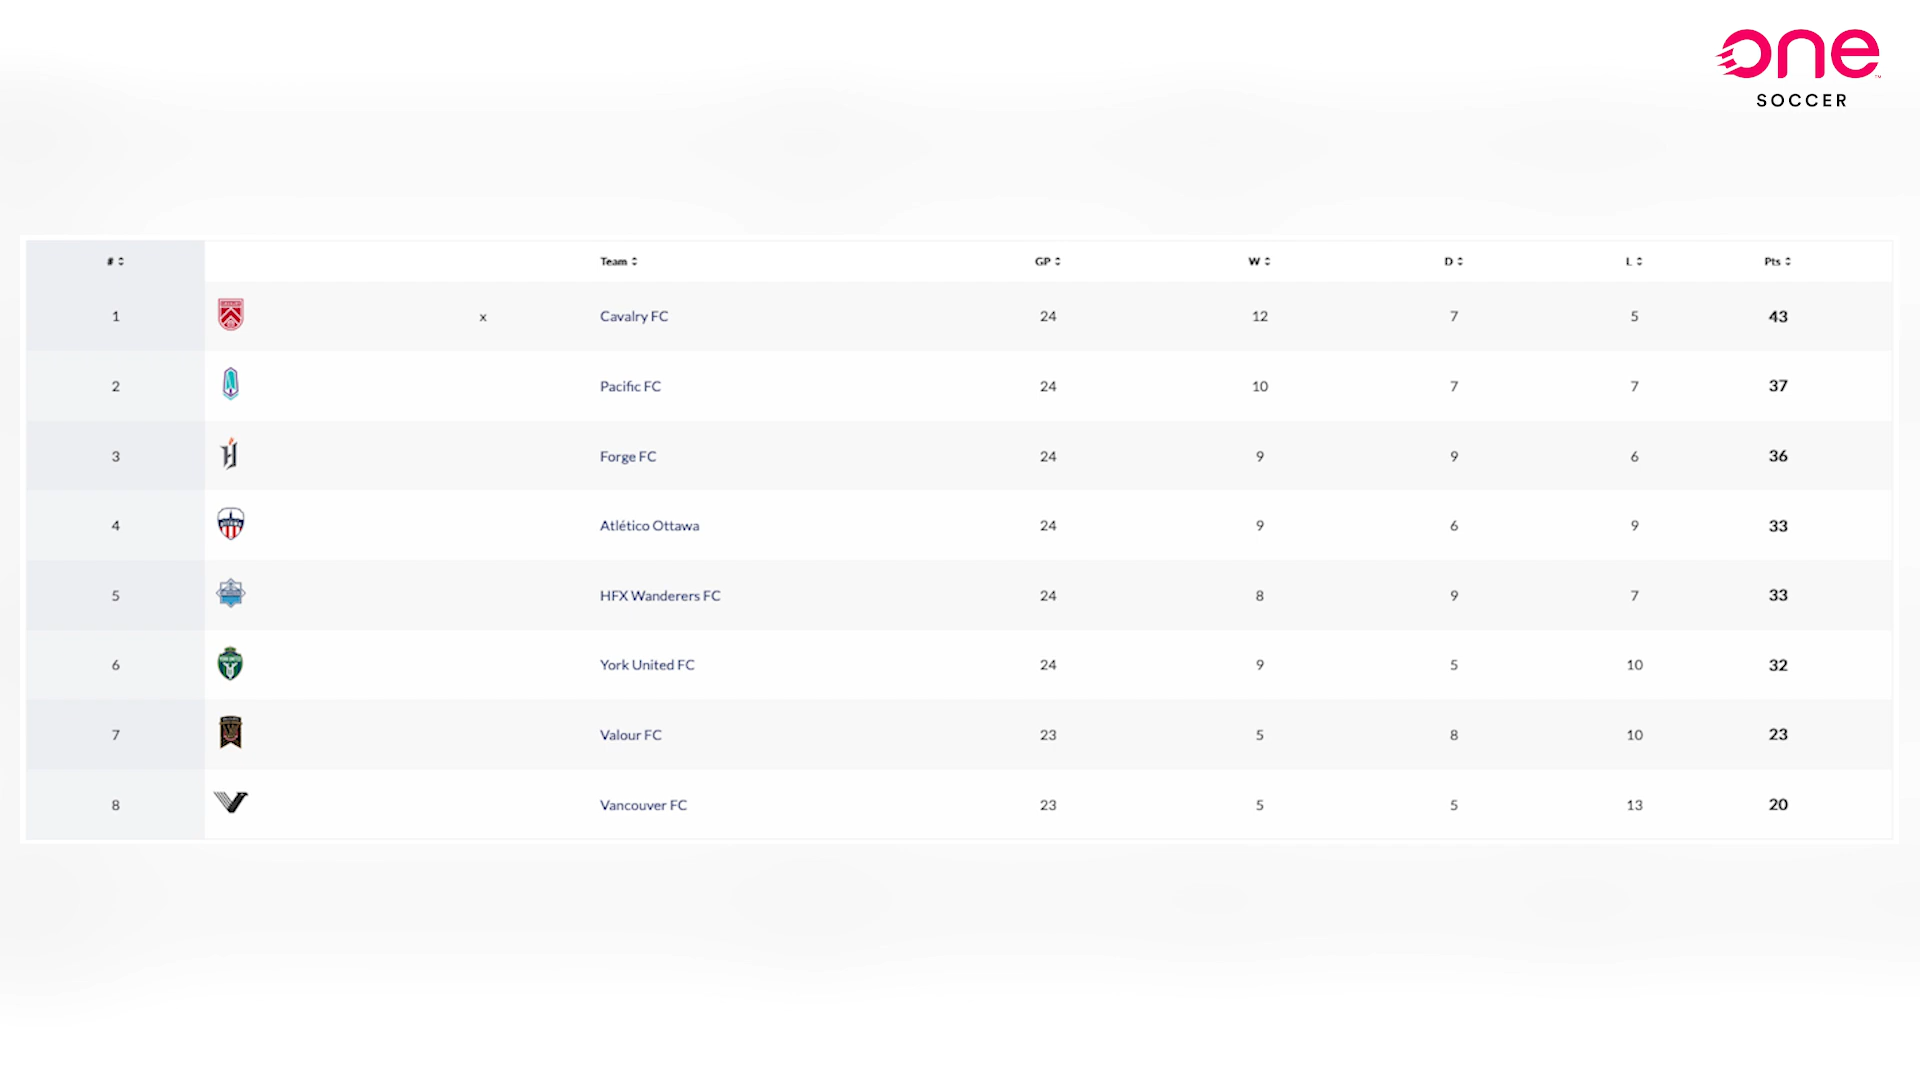 one
SOCCER
# Team GP W D L Pts
1 x Cavalry FC 24 12 7 5 43
2 Pacific FC 24 10 7 7 37
3 Forge FC 24 9 9 6 36
4 Atlético Ottawa 24 9 6 9 33
5 HFX Wanderers FC 24 8 9 7 33
6 York United FC 24 9 5 10 32
7 Valour FC 23 5 8 10 23
8 Vancouver FC 23 5 5 13 20